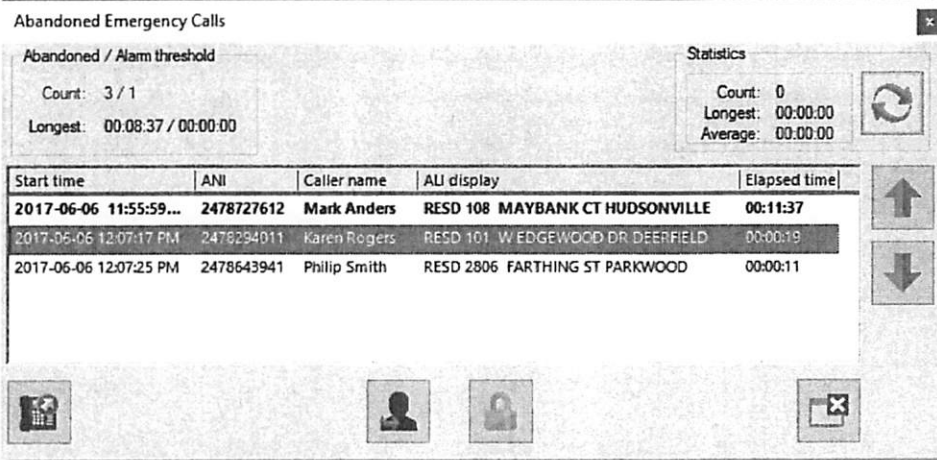 Abandoned Emergency Calls
Abandoned / Alarm threshold
Count: 3 / 1
Longest: 00:08:37 / 00:00:00
Statistics
Count: 0
Longest: 00:00:00
Average: 00:00:00
Start time ANI Caller name ALI display Elapsed time
2017-06-06 11:55:59... 2478727612 Mark Anders RESD 108 MAYBANK CT HUDSONVILLE 00:11:37
2017-06-06 12:07:17 PM 2478294011 Karen Rogers RESD 101 W EDGEWOOD DR DEERFIELD 00:00:19
2017-06-06 12:07:25 PM 2478643941 Philip Smith RESD 2806 FARTHING ST PARKWOOD 00:00:11